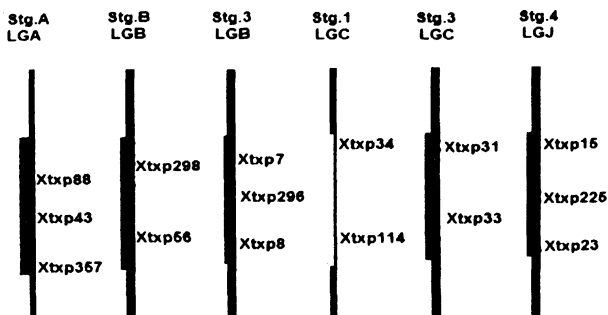 Stg.A Stg.B Stg.3 Stg.1 Stg.3 Stg.4
LGA LGB LGB LGC LGC LGJ
Xtxp88
Xtxp43
Xtxp357
Xtxp298
Xtxp56
Xtxp7
Xtxp296
Xtxp8
Xtxp34
Xtxp114
Xtxp31
Xtxp33
Xtxp15
Xtxp225
Xtxp23